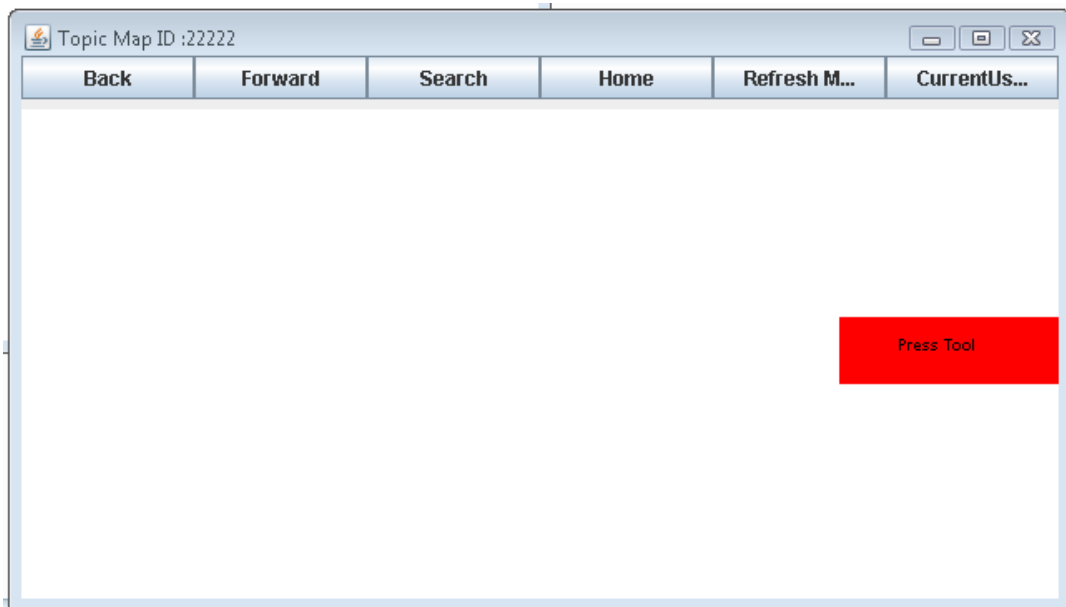 Topic Map ID :22222
Back Forward Search Home Refresh M... CurrentUs...
Press Tool